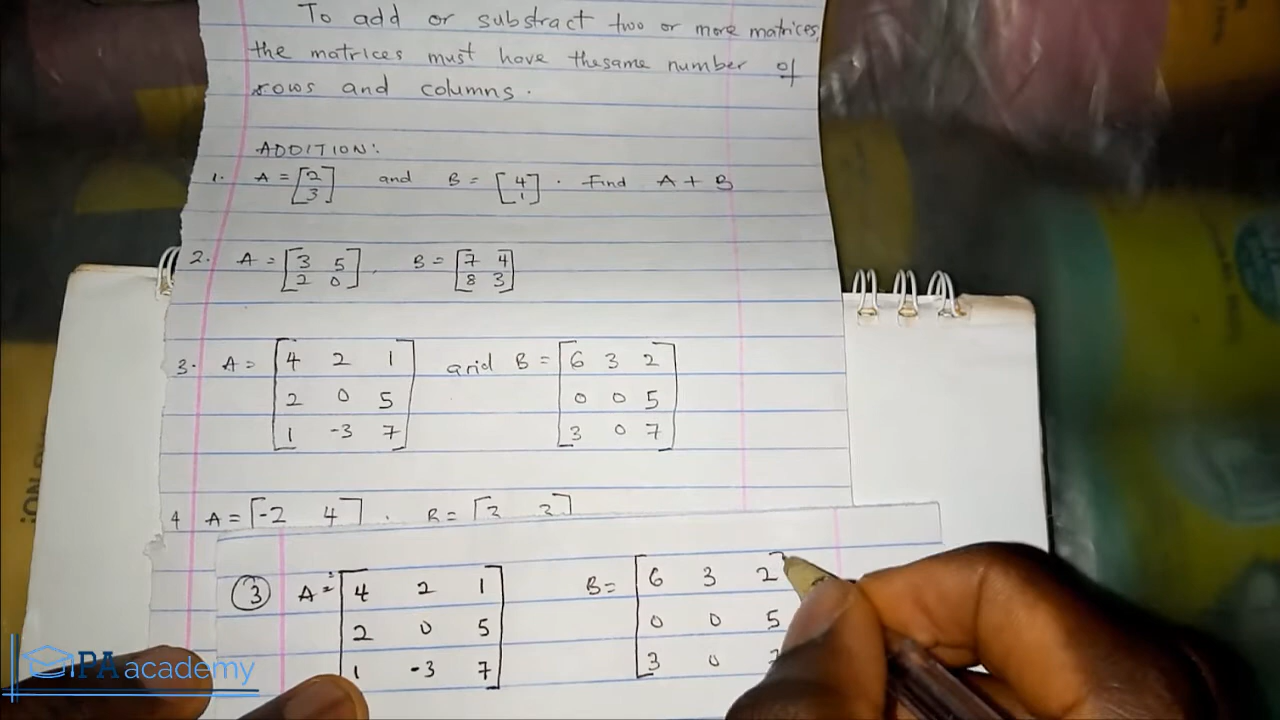 To add or substract two or more matrices,
the matrices must have thesame number of
rows and columns.
ADDITION:
1. A = [2 and B = [4] . Find A + B
3] 1]
2. A = [3 5 , B = [7 4
2 0] 8 3]
3. A = [4 2 1] and B = [6 3 2]
2 0 5 0 0 5
1 -3 7 3 0 7
4 A = [-2 4] . B = [3 3]
③ A = [4 2 1] B = [6 3 2]
2 0 5 0 0 5
1 -3 7 3 0
PA academy